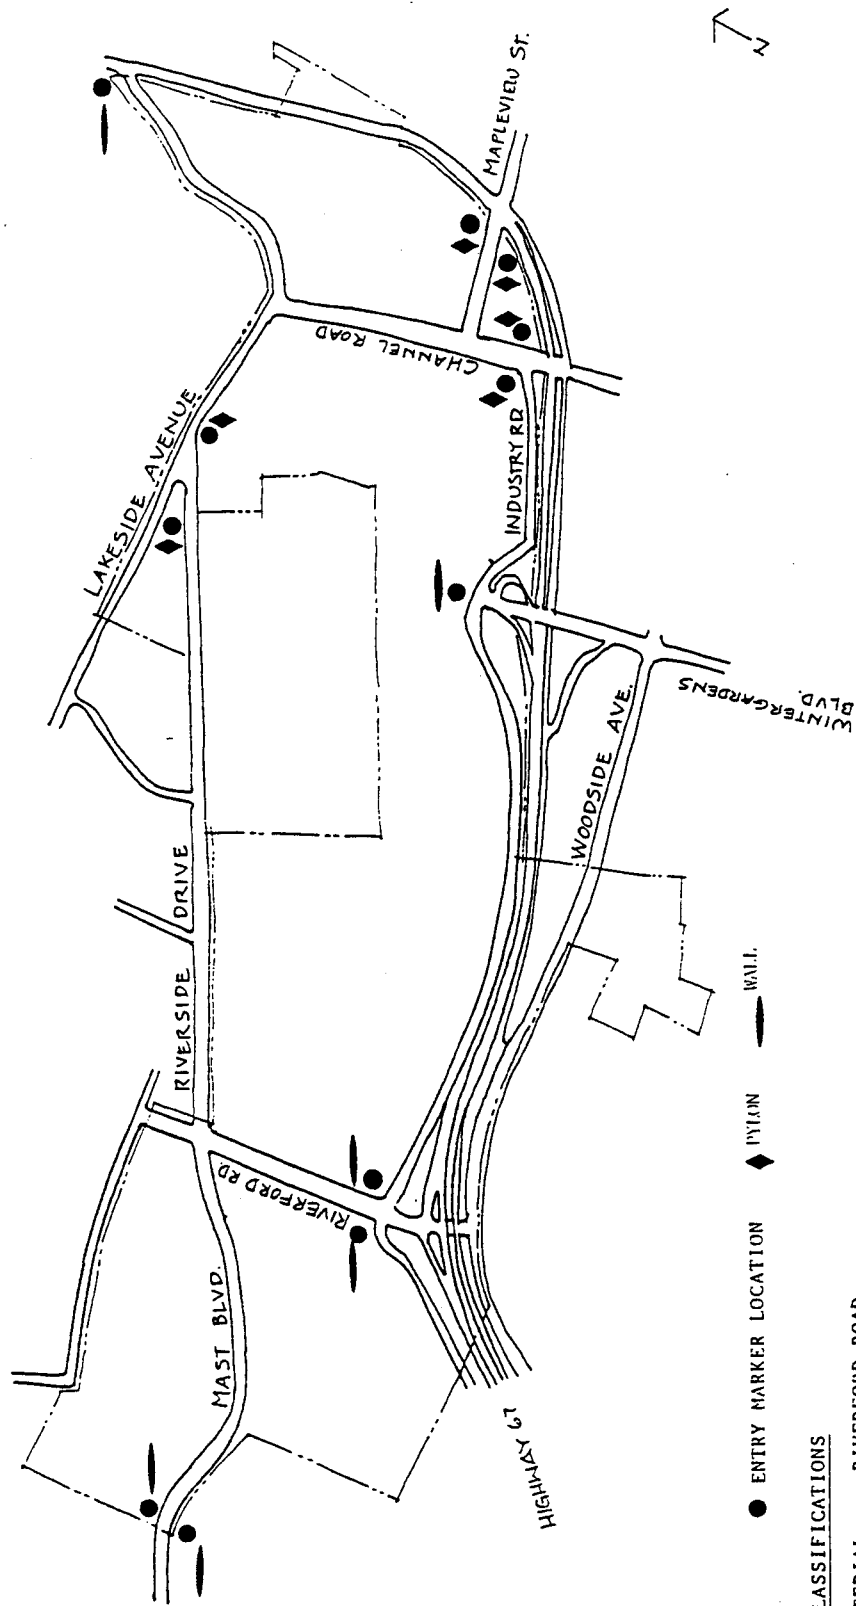 MAPLEVIEW ST.
N
LAKESIDE AVENUE
CHANNEL ROAD
INDUSTRY RD
WINTERGARDENS
BLVD.
WOODSIDE AVE.
RIVERSIDE DRIVE
RIVERFORD RD.
MAST BLVD.
HIGHWAY 67
ENTRY MARKER LOCATION
PYLON
WALL
LASSIFICATIONS